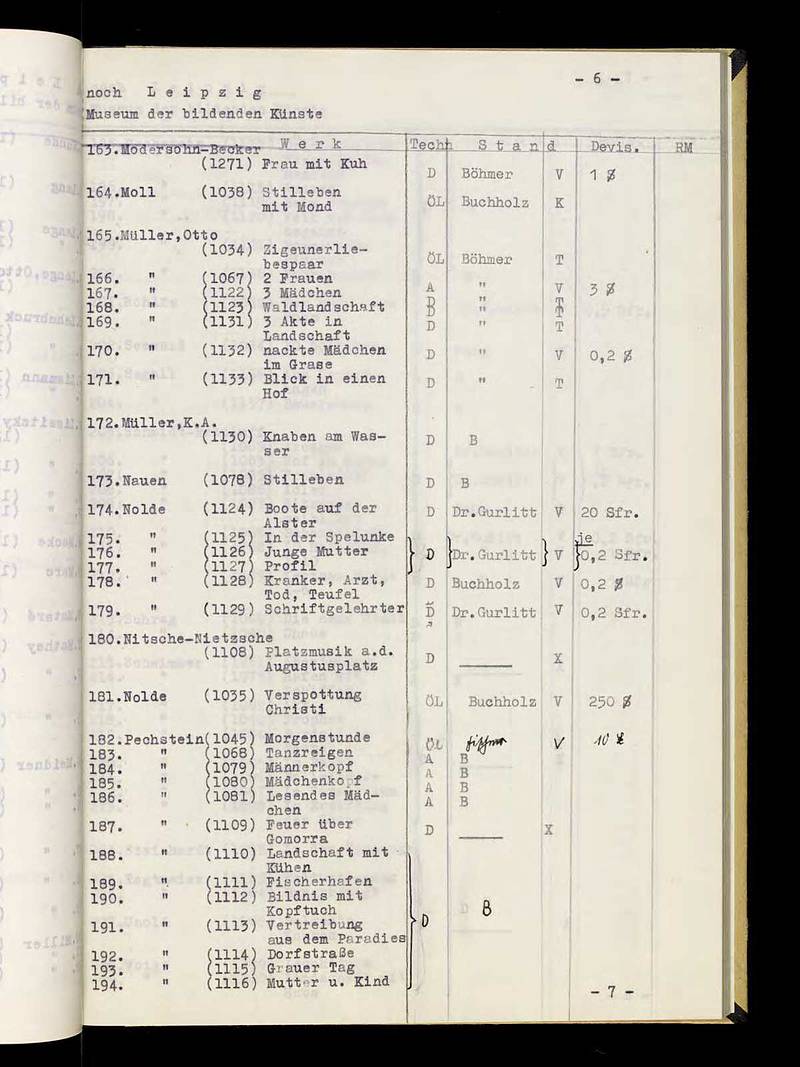 - 6 -
noch L e i p z i g
Museum der bildenden Künste
W e r k Tech S t a n d Devis. RM
163.Modersohn-Becker
(1271) Frau mit Kuh D Böhmer V 1 $
164.Moll (1038) Stilleben ÖL Buchholz K
mit Mond
165.Müller,Otto
(1034) Zigeunerlie- ÖL Böhmer T
bespaar
166. " (1067) 2 Frauen A " V 3 $
167. " (1122) 3 Mädchen D " T
168. " (1123) Waldlandschaft D " T
169. " (1131) 3 Akte in D " T
Landschaft
170. " (1132) nackte Mädchen D " V 0,2 $
im Grase
171. " (1133) Blick in einen D " T
Hof
172.Müller,K.A.
(1130) Knaben am Was- D B
ser
173.Nauen (1078) Stilleben D B
174.Nolde (1124) Boote auf der D Dr.Gurlitt V 20 Sfr.
Alster
175. " (1125) In der Spelunke je
176. " (1126) Junge Mutter D Dr.Gurlitt V 0,2 Sfr.
177. " (1127) Profil
178. " (1128) Kranker, Arzt, D Buchholz V 0,2 $
Tod, Teufel
179. " (1129) Schriftgelehrter D Dr.Gurlitt V 0,2 Sfr.
"
180.Nitsche-Nietzsche
(1108) Platzmusik a.d. D ______ X
Augustusplatz
181.Nolde (1035) Verspottung ÖL Buchholz V 250 $
Christi
182.Pechstein(1045) Morgenstunde ÖL V 10 $
183. " (1068) Tanzreigen A B
184. " (1079) Männerkopf A B
185. " (1080) Mädchenkopf A B
186. " (1081) Lesendes Mäd- A B
chen
187. " (1109) Feuer über D ______ X
Gomorra
188. " (1110) Landschaft mit
Kühen
189. " (1111) Fischerhafen
190. " (1112) Bildnis mit
Kopftuch
191. " (1113) Vertreibung D B
aus dem Paradies
192. " (1114) Dorfstraße
193. " (1115) Grauer Tag
194. " (1116) Mutter u. Kind
- 7 -